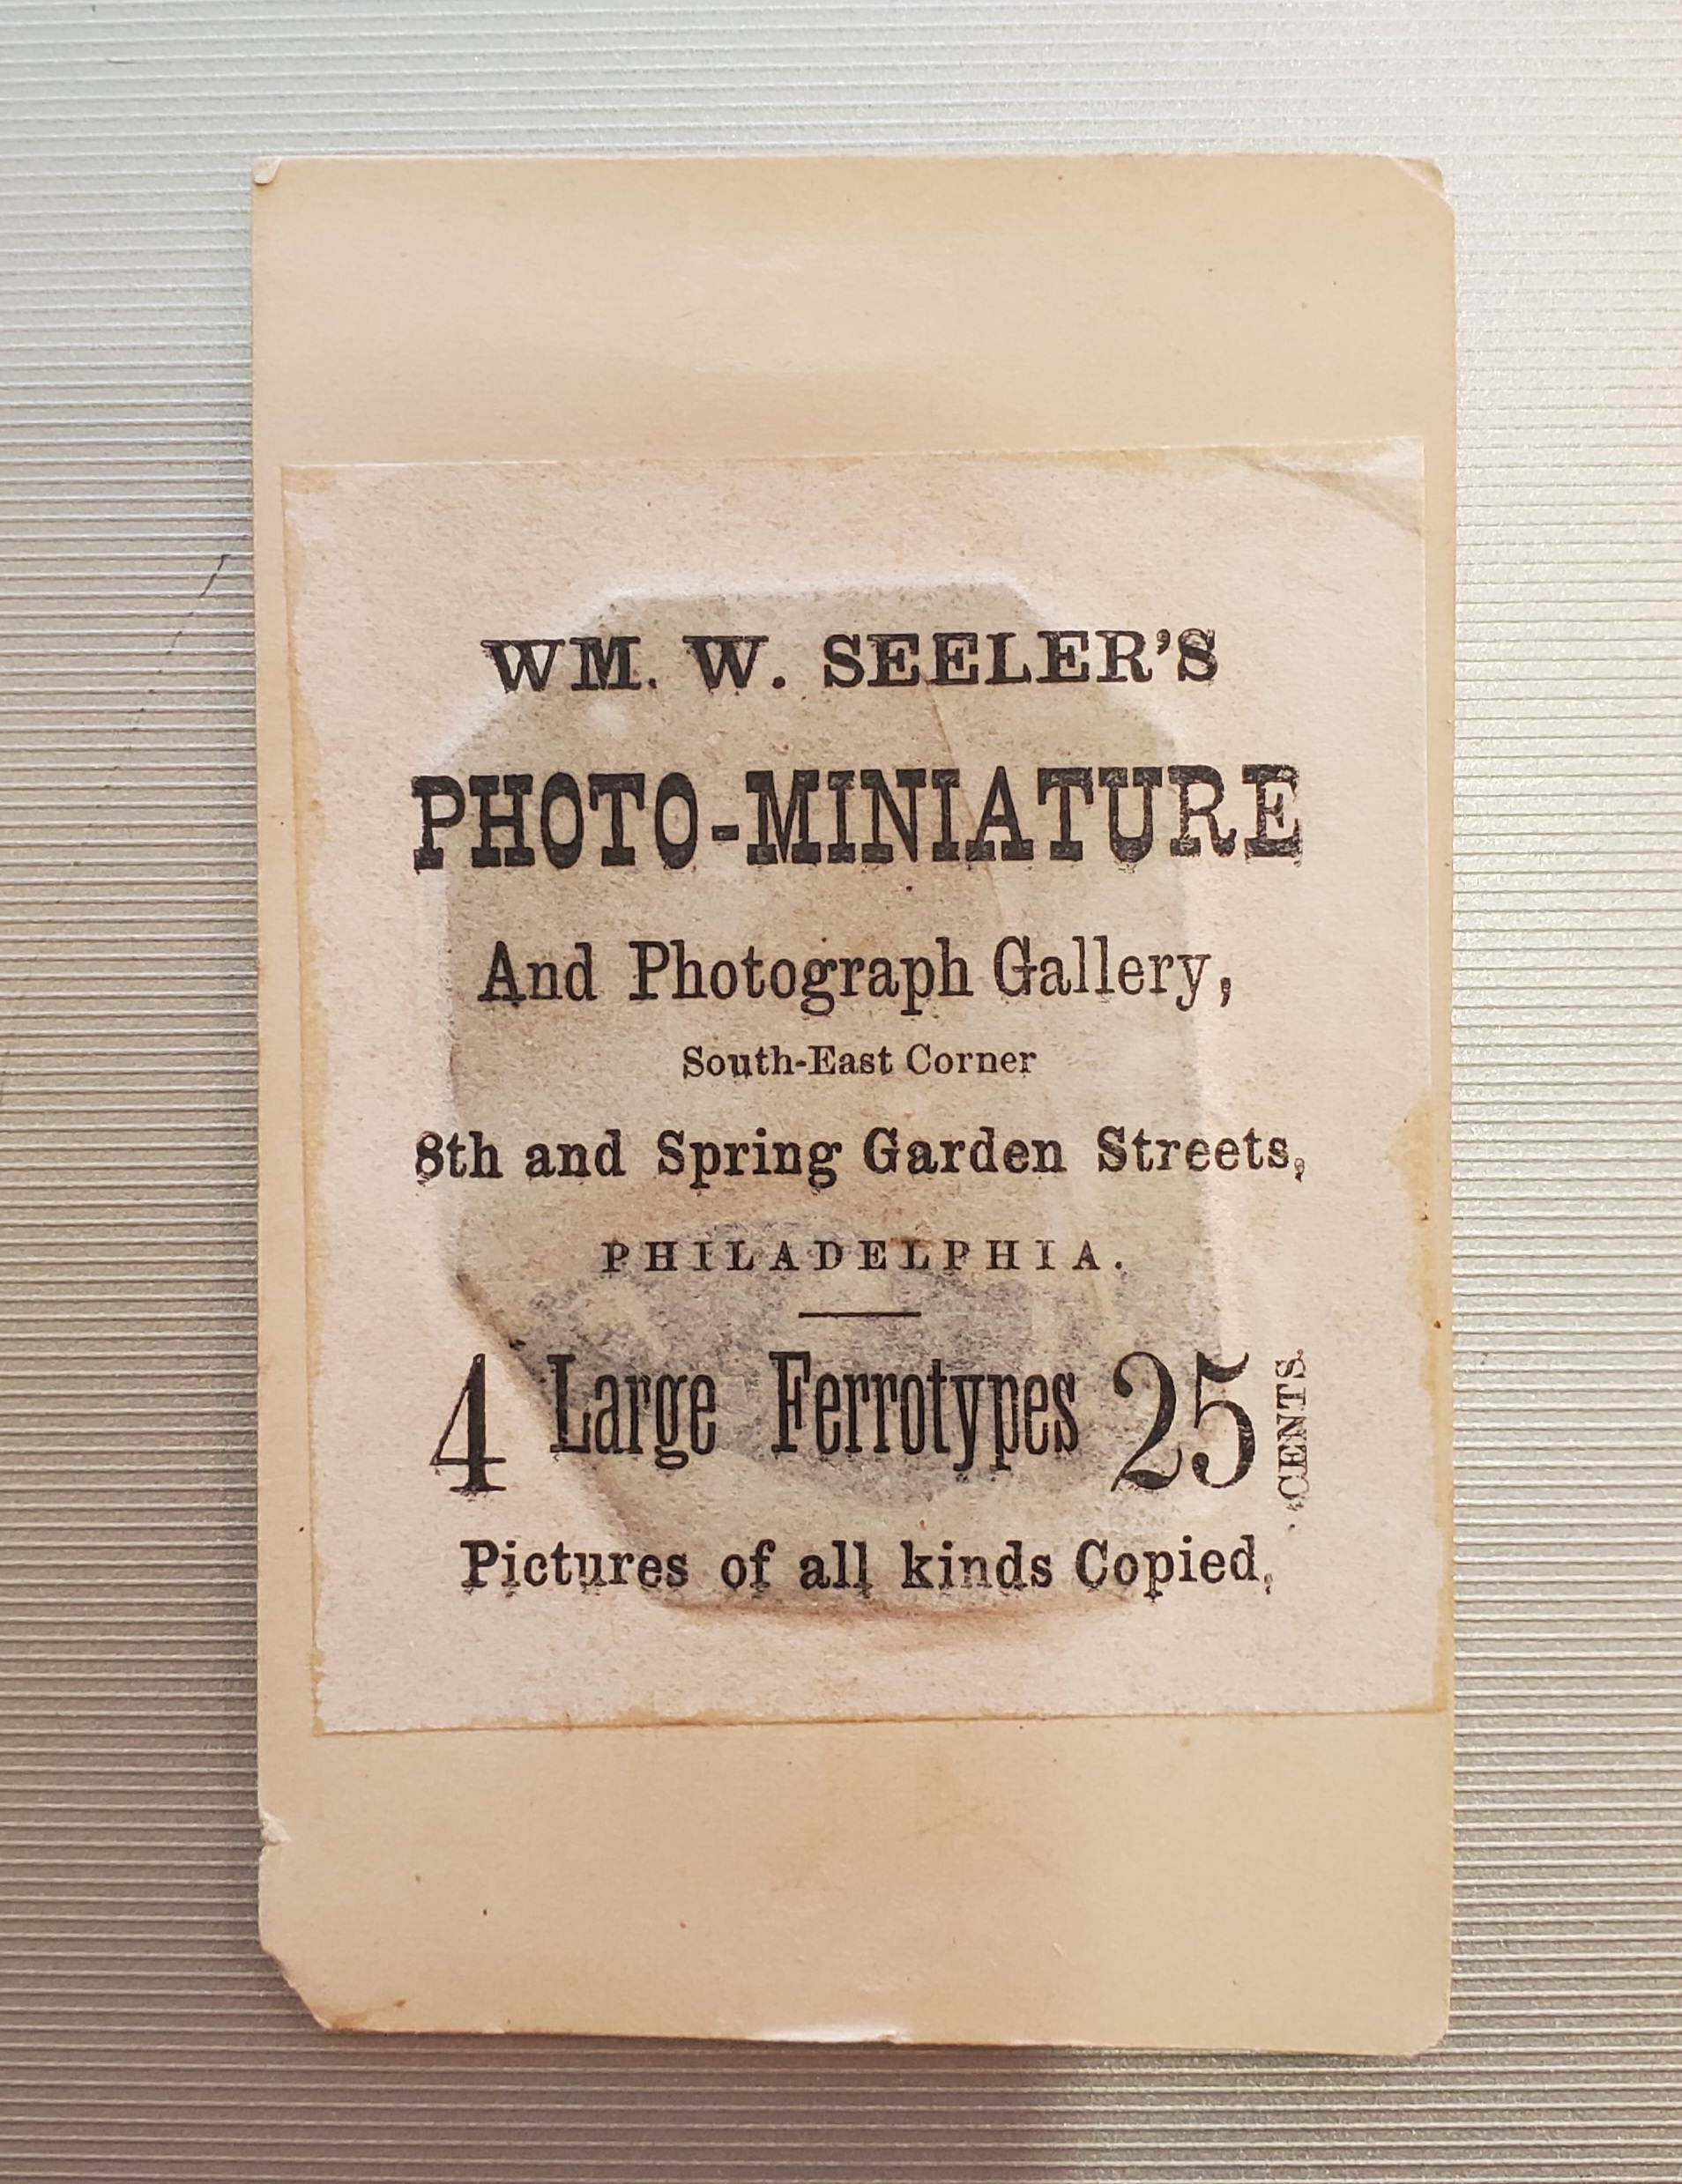 WM. W. SEELER'S
PHOTO-MINIATURE
And Photograph Gallery,
South-East Corner
8th and Spring Garden Streets,
PHILADELPHIA.
4 Large Ferrotypes 25 CENTS.
Pictures of all kinds Copied,